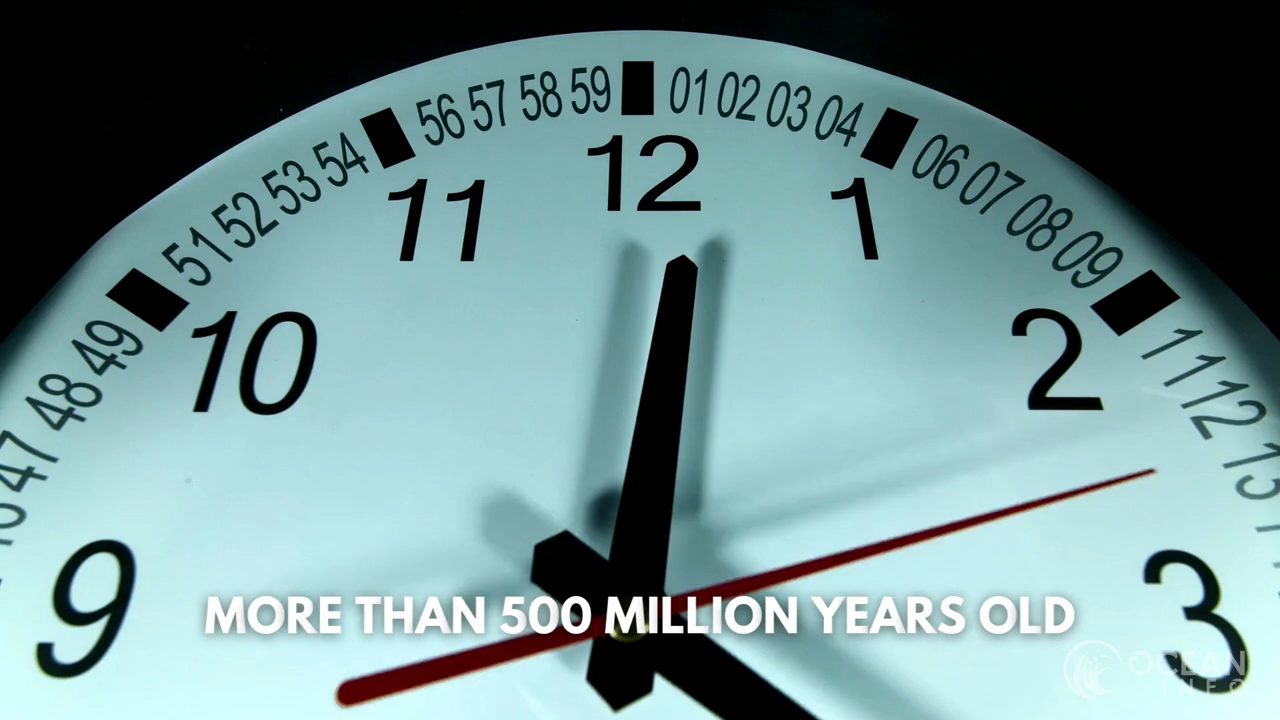 56 57 58 59 01 02 03 04
51 52 53 54
06 07 08 09
47 48 49
11 12 13
12
11
1
10
2
9
3
MORE THAN 500 MILLION YEARS OLD
OCEAN
INFO